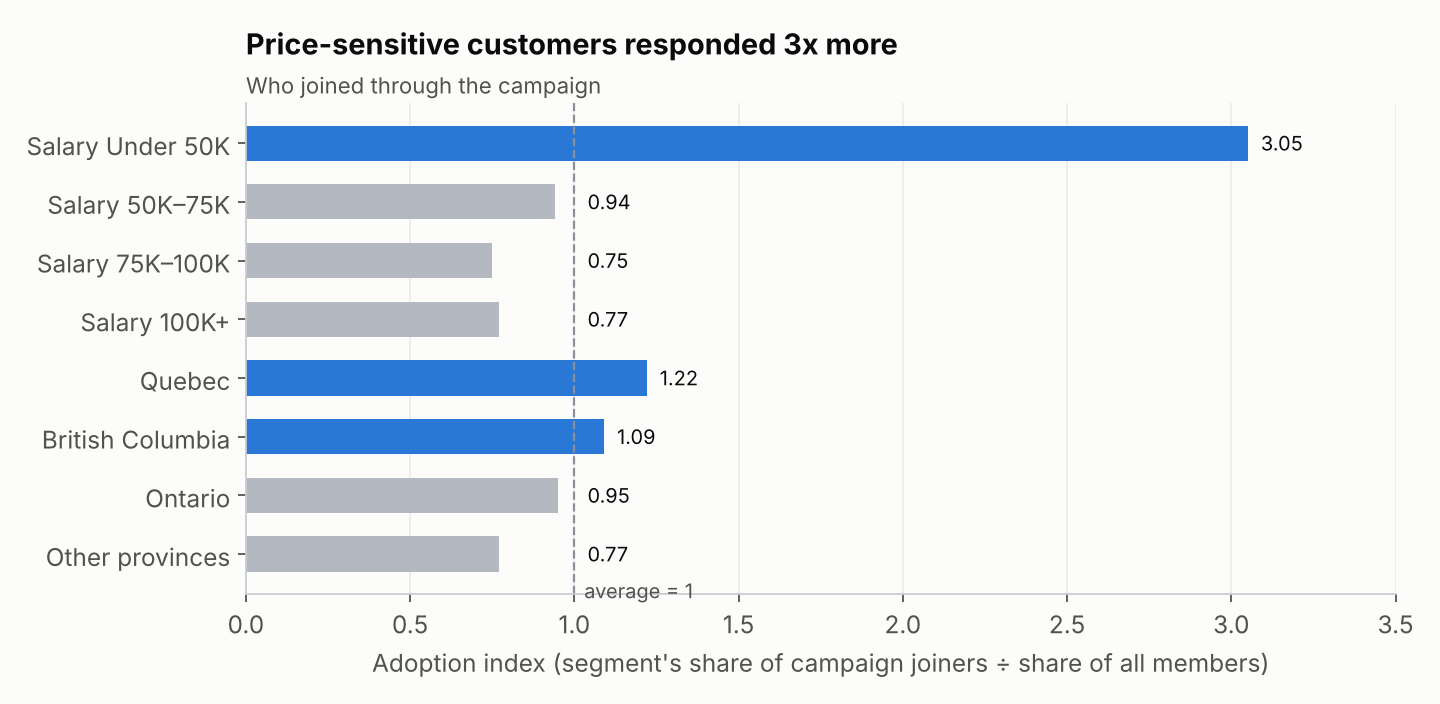 Price-sensitive customers responded 3x more
Who joined through the campaign
Salary Under 50K 3.05
Salary 50K–75K 0.94
Salary 75K–100K 0.75
Salary 100K+ 0.77
Quebec 1.22
British Columbia 1.09
Ontario 0.95
Other provinces 0.77
average = 1
0.0 0.5 1.0 1.5 2.0 2.5 3.0 3.5
Adoption index (segment's share of campaign joiners ÷ share of all members)